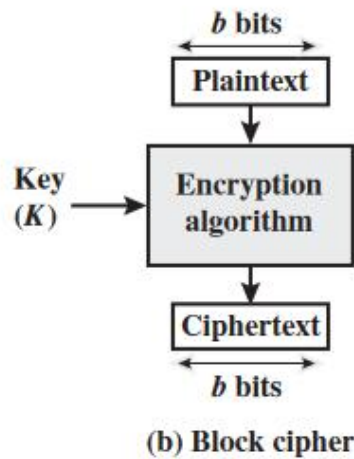 b bits
Plaintext
Key
(K)
Encryption
algorithm
Ciphertext
b bits
(b) Block cipher